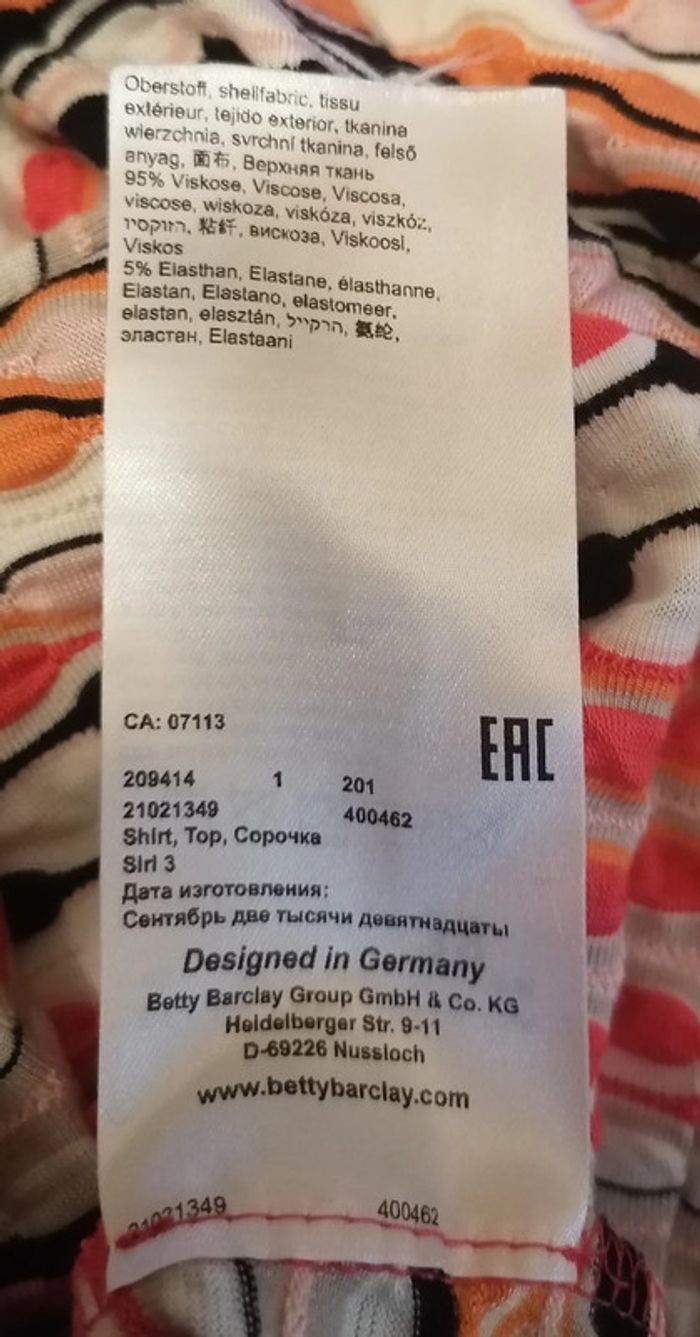 Oberstoff, shellfabric, tissu
extérieur, tejido exterior, tkanina
wierzchnia, svrchní tkanina, felső
anyag, 面布, Верхняя ткань
95% Viskose, Viscose, Viscosa,
viscose, wiskoza, viskóza, viszkóz,
粘纤, вискоза, Viskoosi,
Viskos
5% Elasthan, Elastane, élasthanne,
Elastan, Elastano, elastomeer,
elastan, elasztán, הרקייל, 氨纶,
эластан, Elastaani
CA: 07113
EAC
209414 1 201
21021349 400462
Shirt, Top, Сорочка
Siri 3
Дата изготовления:
Сентябрь две тысячи девятнадцаты
Designed in Germany
Betty Barclay Group GmbH & Co. KG
Heidelberger Str. 9-11
D-69226 Nussloch
www.bettybarclay.com
21021349 400462